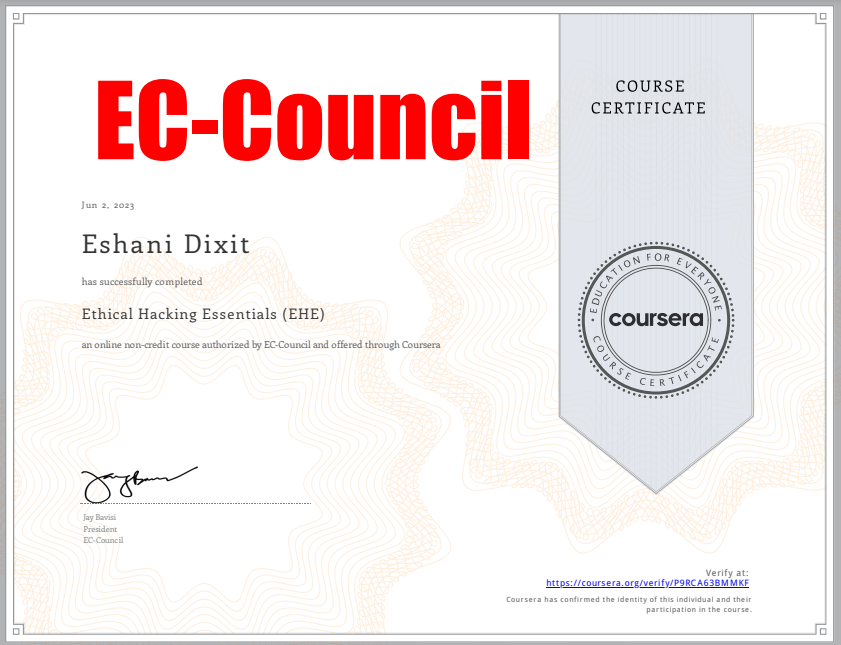 EC-Council
COURSE
CERTIFICATE
Jun 2, 2023
Eshani Dixit
has successfully completed
Ethical Hacking Essentials (EHE)
an online non-credit course authorized by EC-Council and offered through Coursera
EDUCATION FOR EVERYONE
coursera
COURSE CERTIFICATE
Jay Bavisi
President
EC-Council
Verify at:
https://coursera.org/verify/P9RCA63BMMKF
Coursera has confirmed the identity of this individual and their
participation in the course.